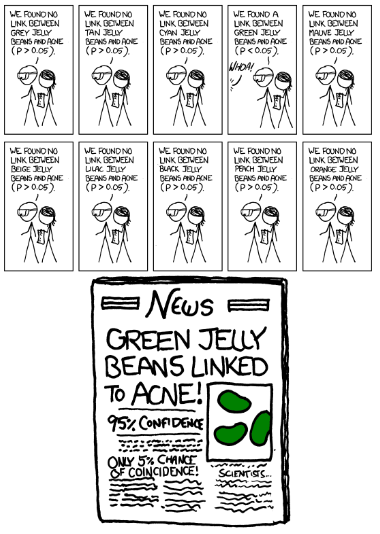 WE FOUND NO
LINK BETWEEN
GREY JELLY
BEANS AND ACNE
(P > 0.05).
WE FOUND NO
LINK BETWEEN
TAN JELLY
BEANS AND ACNE
(P > 0.05).
WE FOUND NO
LINK BETWEEN
CYAN JELLY
BEANS AND ACNE
(P > 0.05).
WE FOUND A
LINK BETWEEN
GREEN JELLY
BEANS AND ACNE
(P < 0.05).
WHOA!
WE FOUND NO
LINK BETWEEN
MAUVE JELLY
BEANS AND ACNE
(P > 0.05).
WE FOUND NO
LINK BETWEEN
BEIGE JELLY
BEANS AND ACNE
(P > 0.05).
WE FOUND NO
LINK BETWEEN
LILAC JELLY
BEANS AND ACNE
(P > 0.05).
WE FOUND NO
LINK BETWEEN
BLACK JELLY
BEANS AND ACNE
(P > 0.05).
WE FOUND NO
LINK BETWEEN
PEACH JELLY
BEANS AND ACNE
(P > 0.05).
WE FOUND NO
LINK BETWEEN
ORANGE JELLY
BEANS AND ACNE
(P > 0.05).
NEWS
GREEN JELLY
BEANS LINKED
TO ACNE!
95% CONFIDENCE
ONLY 5% CHANCE
OF COINCIDENCE!
SCIENTISTS...